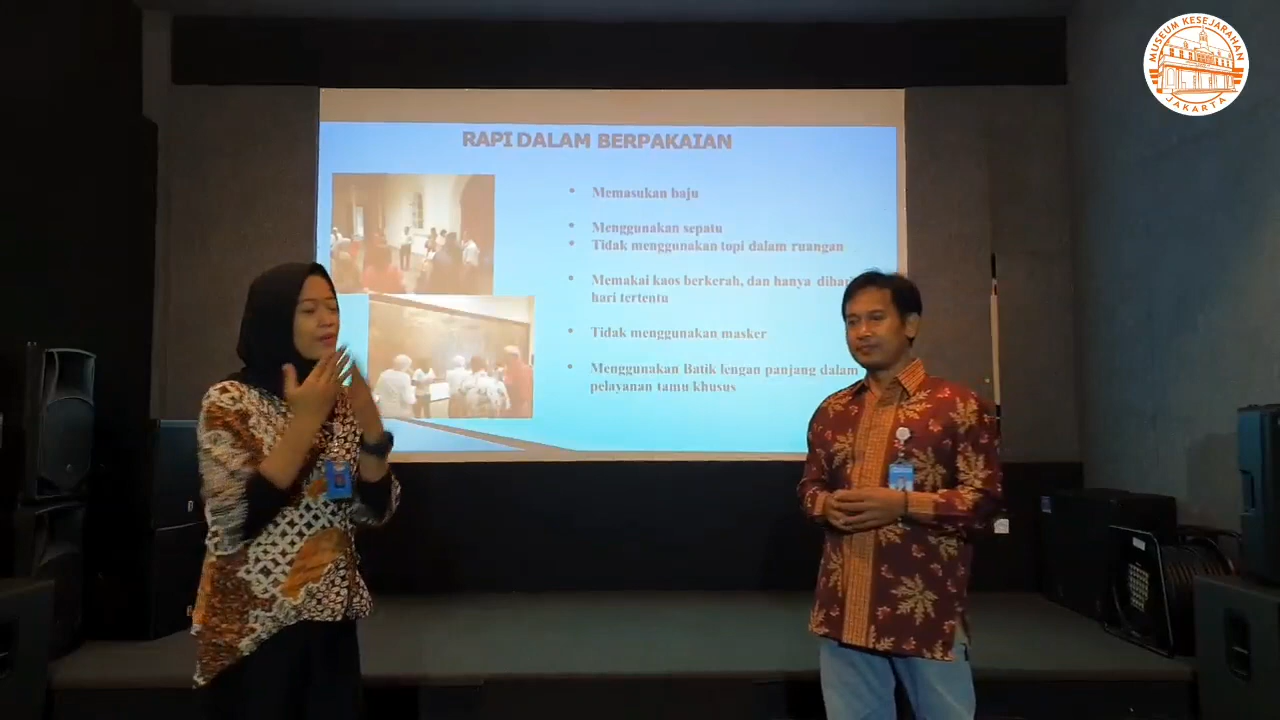 MUSEUM KESEJARAHAN
JAKARTA
RAPI DALAM BERPAKAIAN
• Memasukan baju
• Menggunakan sepatu
• Tidak menggunakan topi dalam ruangan
• Memakai kaos berkerah, dan hanya
hari tertentu
• Tidak menggunakan masker
• Menggunakan Batik lengan panjang dalam
pelayanan tamu khusus